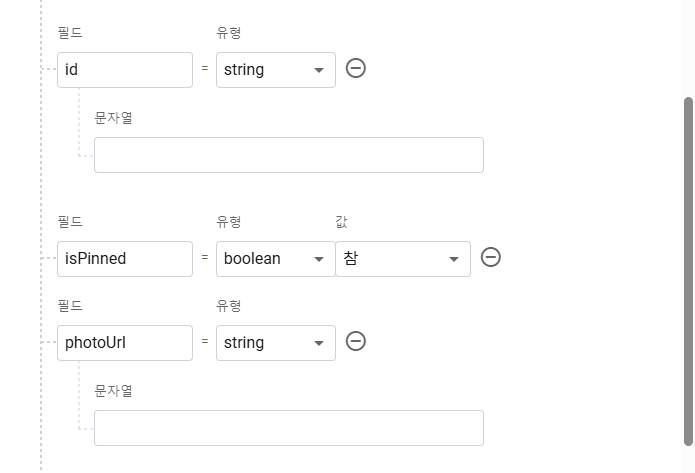 필드 유형
id = string
문자열
필드 유형 값
isPinned = boolean 참
필드 유형
photoUrl = string
문자열